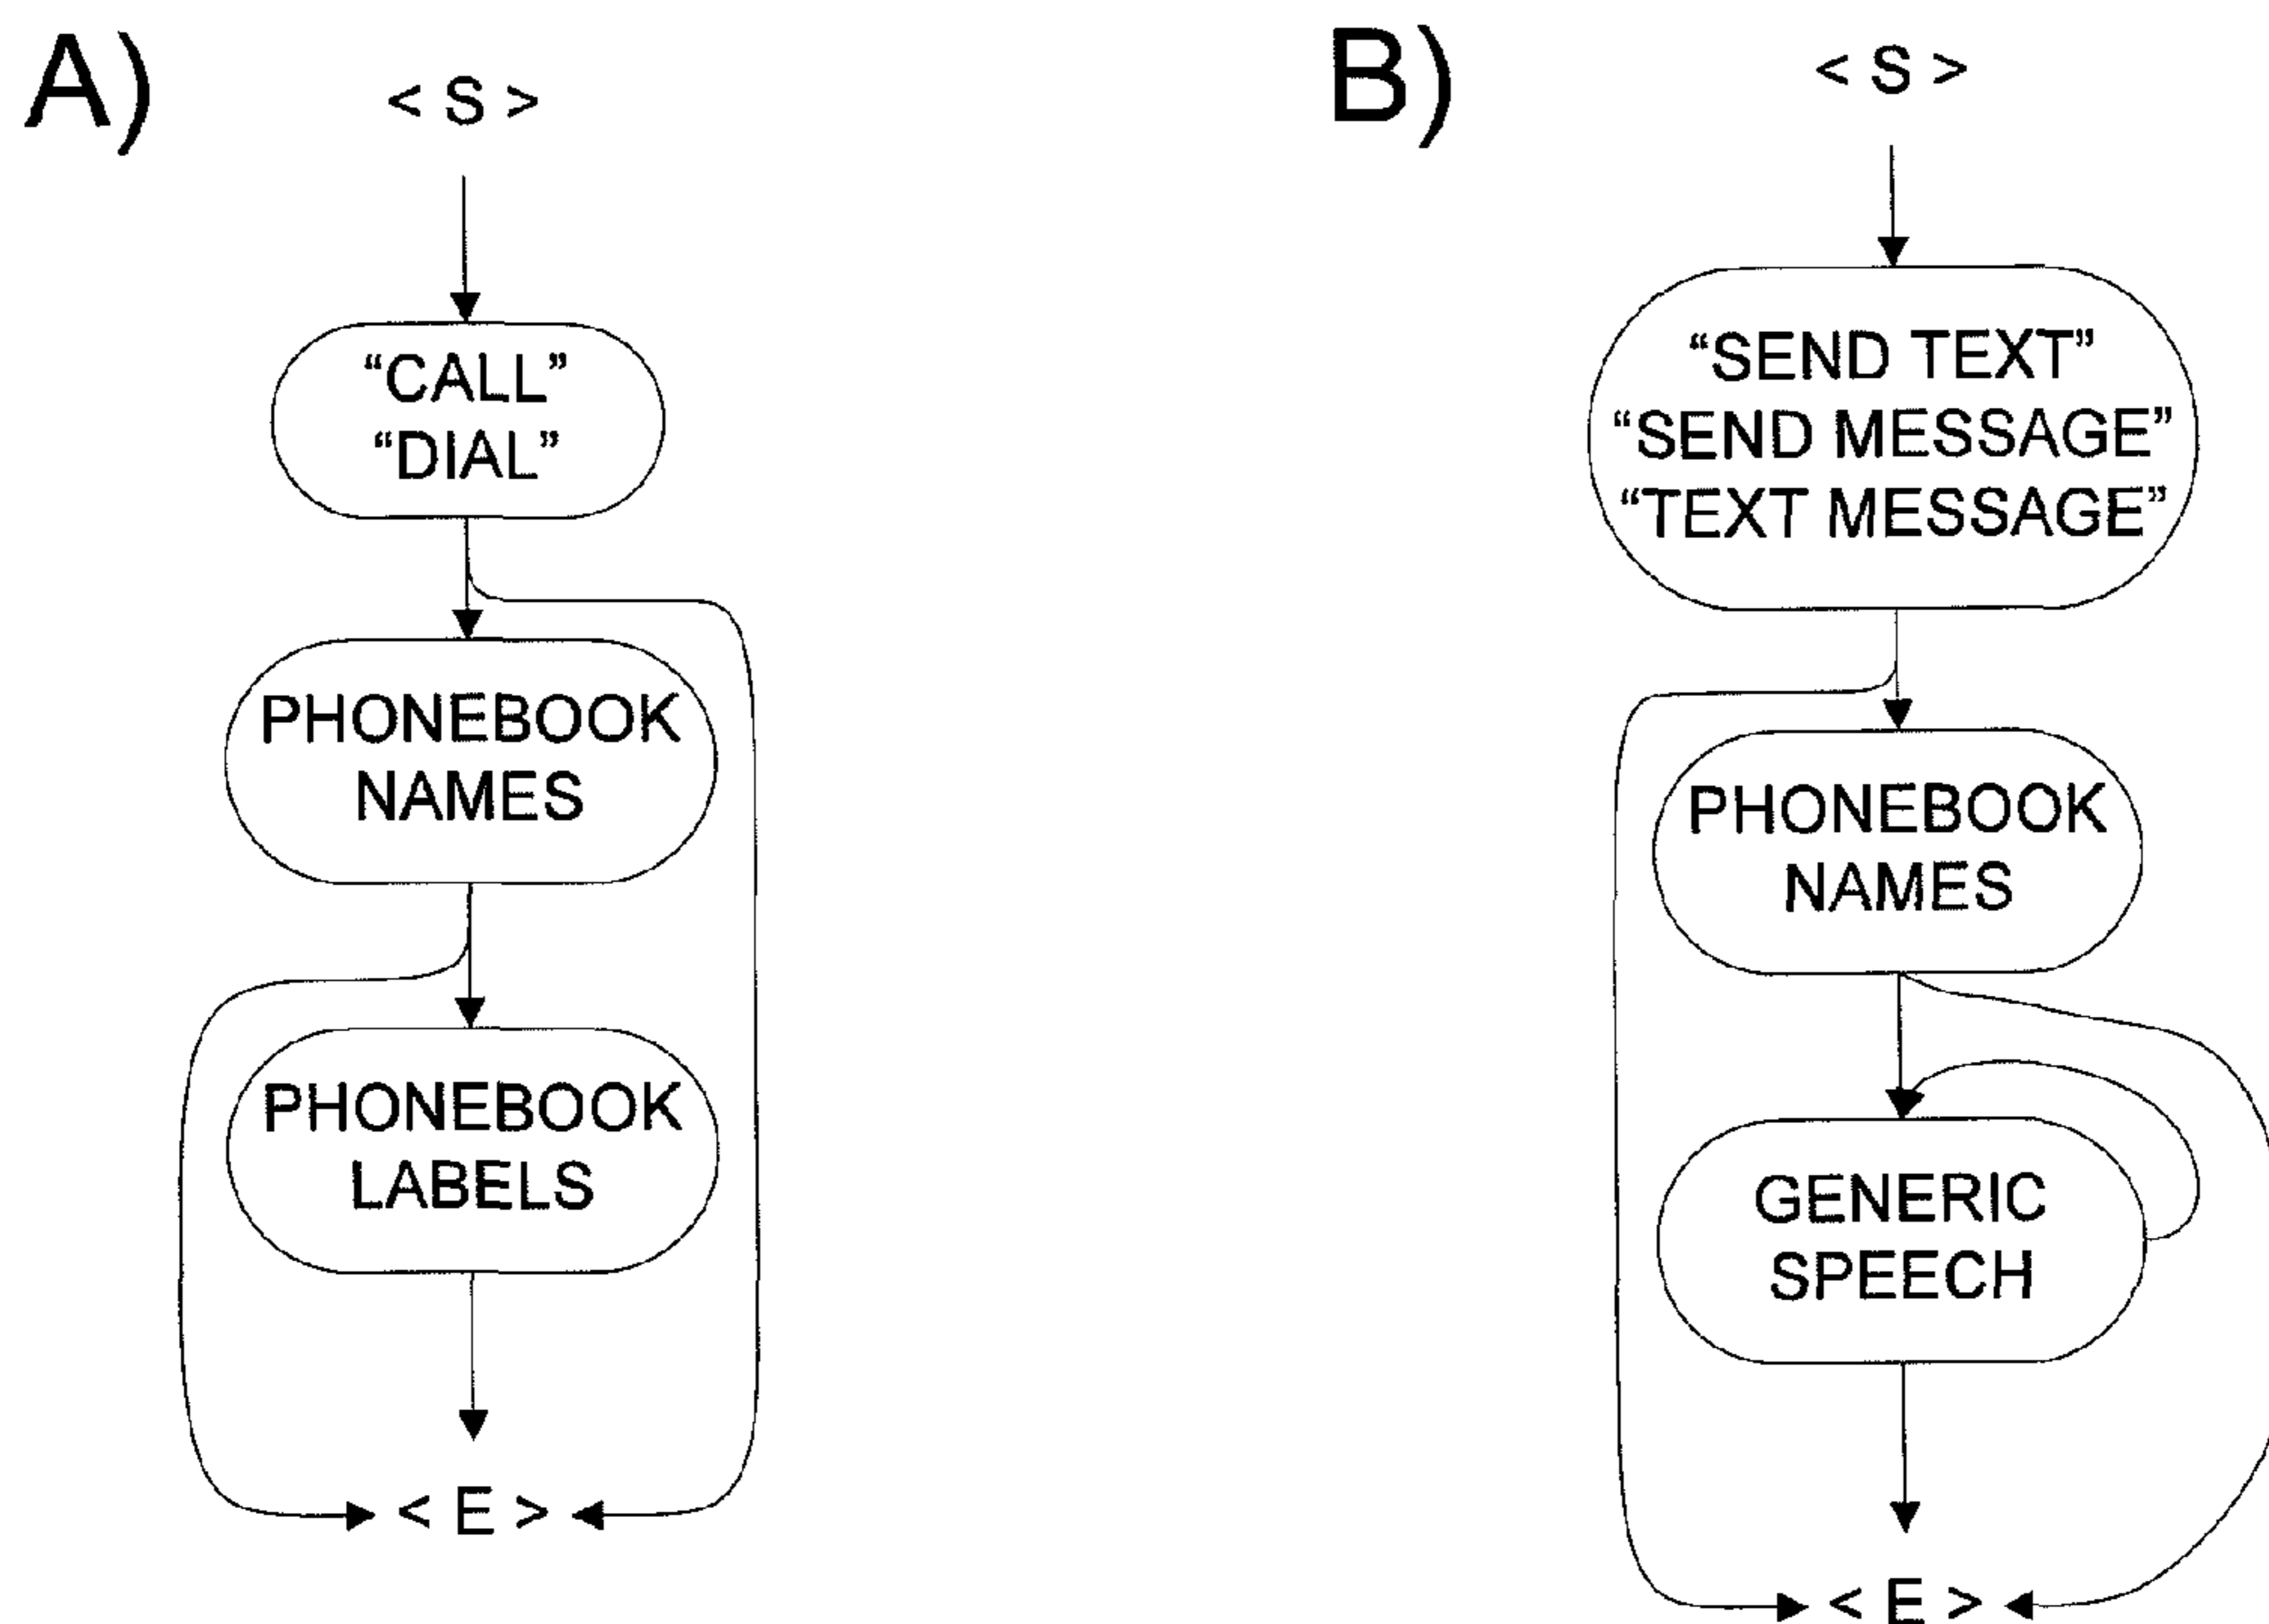 A)
< S >
“CALL”
“DIAL”
PHONEBOOK
NAMES
PHONEBOOK
LABELS
< E >
B)
< S >
“SEND TEXT”
“SEND MESSAGE”
“TEXT MESSAGE”
PHONEBOOK
NAMES
GENERIC
SPEECH
< E >